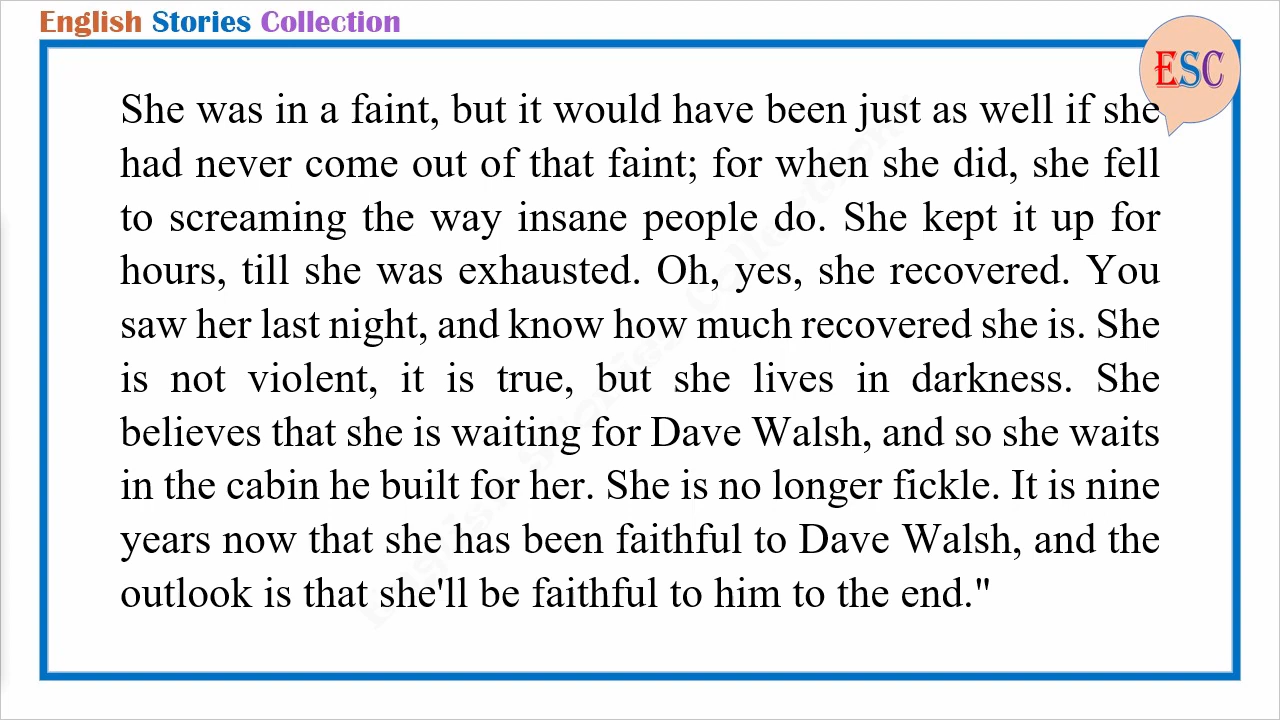 English Stories Collection
ESC
She was in a faint, but it would have been just as well if she
had never come out of that faint; for when she did, she fell
to screaming the way insane people do. She kept it up for
hours, till she was exhausted. Oh, yes, she recovered. You
saw her last night, and know how much recovered she is. She
is not violent, it is true, but she lives in darkness. She
believes that she is waiting for Dave Walsh, and so she waits
in the cabin he built for her. She is no longer fickle. It is nine
years now that she has been faithful to Dave Walsh, and the
outlook is that she'll be faithful to him to the end."
English Stories Collection